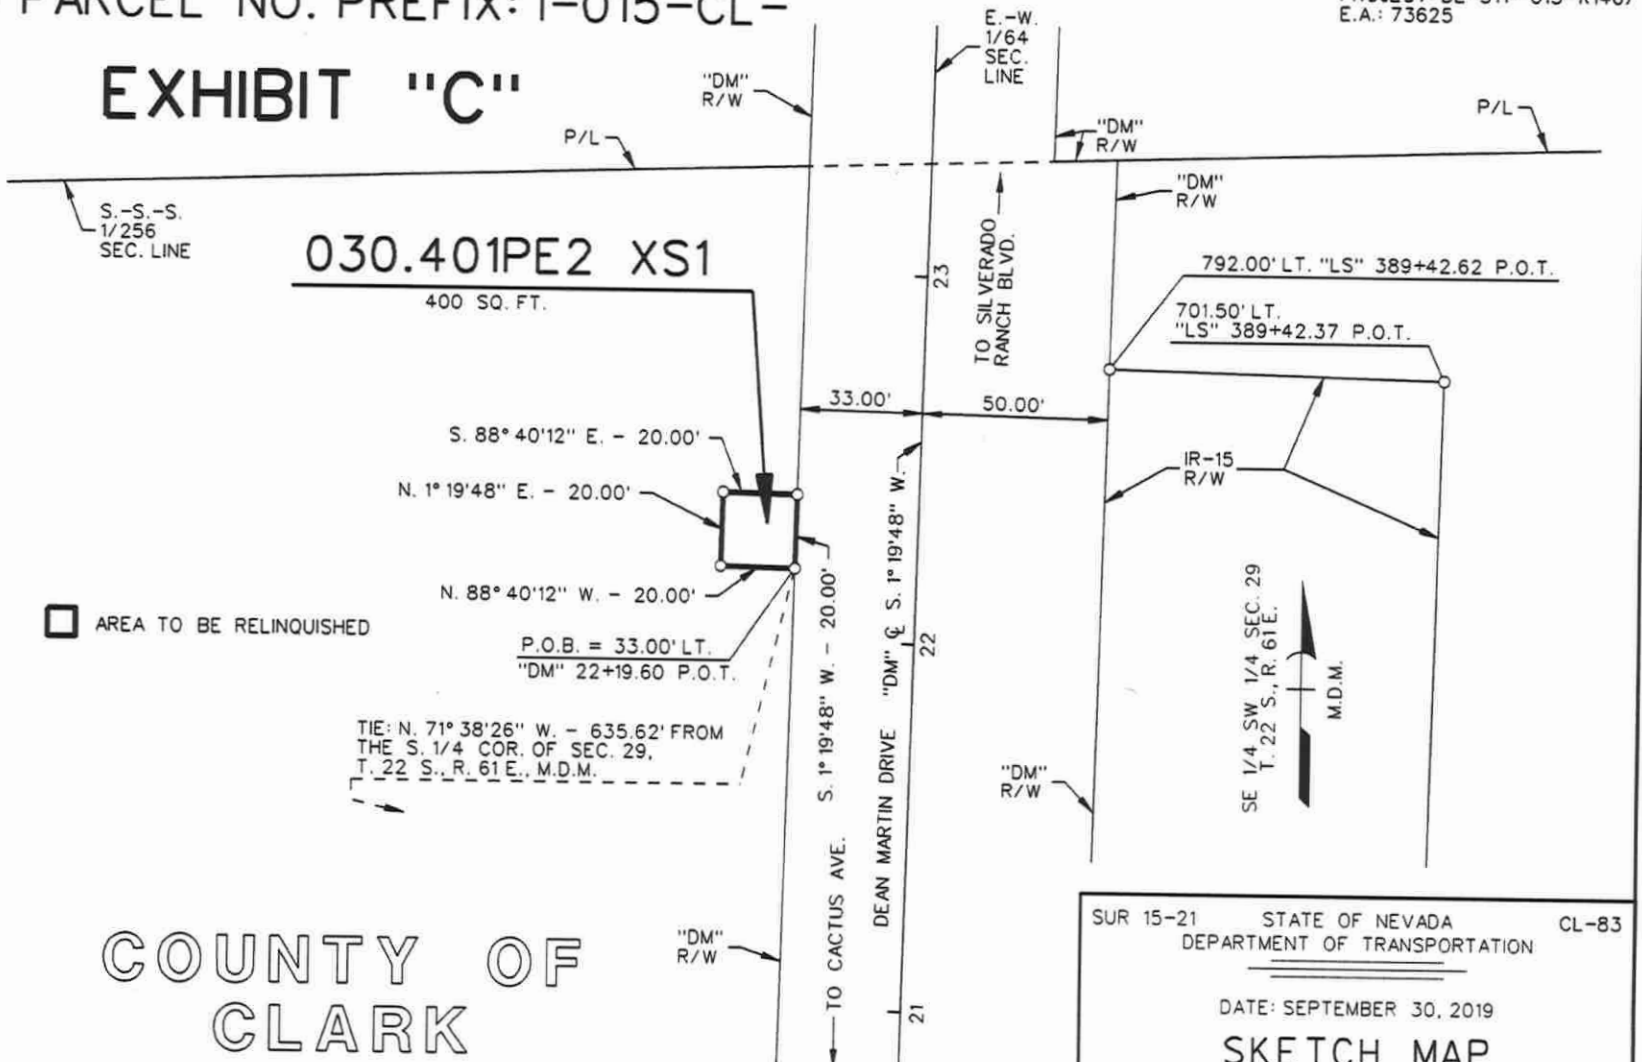 PARCEL NO. PREFIX: I-015-CL-
E.A.: 73625
EXHIBIT "C"
"DM"
R/W
E.-W.
1/64
SEC.
LINE
"DM"
R/W
P/L
P/L
S.-S.-S.
1/256
SEC. LINE
"DM"
R/W
030.401PE2 XS1
400 SQ. FT.
TO SILVERADO
RANCH BLVD.
23
792.00' LT. "LS" 389+42.62 P.O.T.
701.50' LT.
"LS" 389+42.37 P.O.T.
33.00'
50.00'
S. 88° 40'12" E. - 20.00'
N. 1° 19'48" E. - 20.00'
IR-15
R/W
N. 88° 40'12" W. - 20.00'
AREA TO BE RELINQUISHED
P.O.B. = 33.00' LT.
"DM" 22+19.60 P.O.T.
S. 1° 19'48" W. - 20.00'
DEAN MARTIN DRIVE "DM" ℄ S. 1° 19'48" W.
22
SE 1/4 SW 1/4 SEC. 29
T. 22 S., R. 61 E.
M.D.M.
TIE: N. 71° 38'26" W. - 635.62' FROM
THE S. 1/4 COR. OF SEC. 29,
T. 22 S., R. 61 E., M.D.M.
"DM"
R/W
TO CACTUS AVE.
"DM"
R/W
21
COUNTY OF
CLARK
SUR 15-21 STATE OF NEVADA CL-83
DEPARTMENT OF TRANSPORTATION
DATE: SEPTEMBER 30, 2019
SKETCH MAP